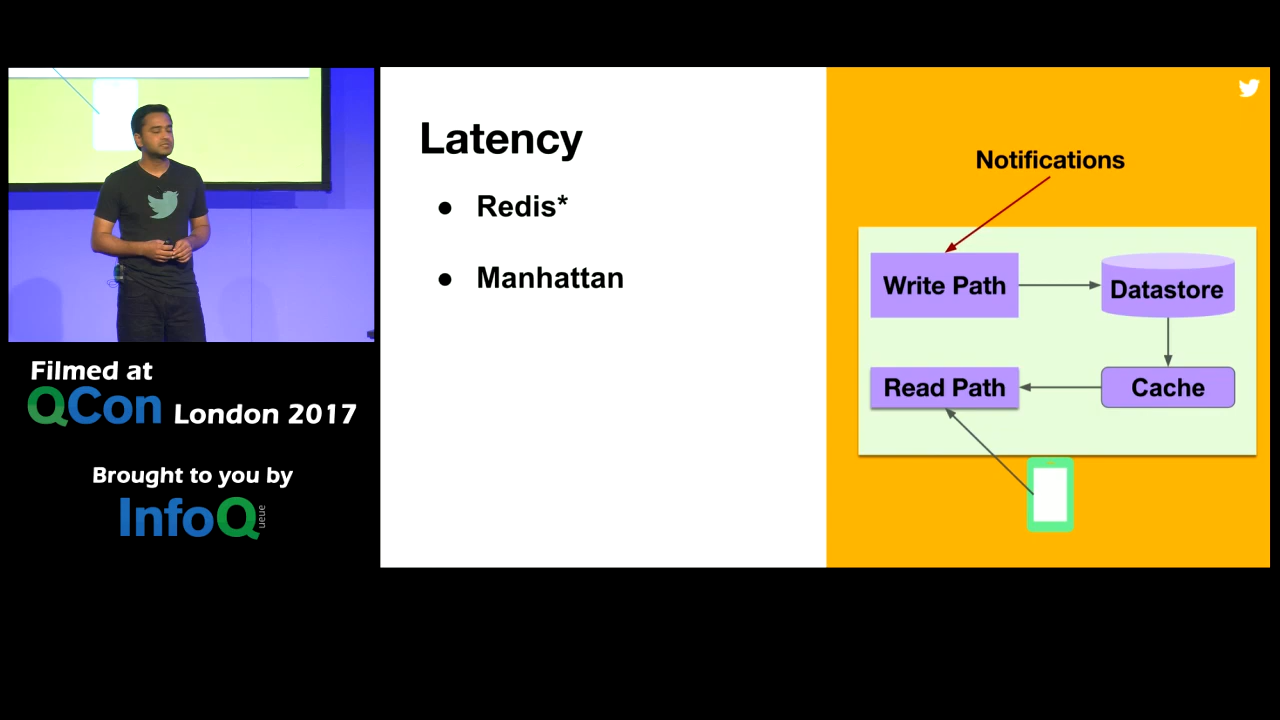 Latency
● Redis*
● Manhattan
Notifications
Write Path
Datastore
Read Path
Cache
Filmed at
QCon London 2017
Brought to you by
InfoQ
ueue